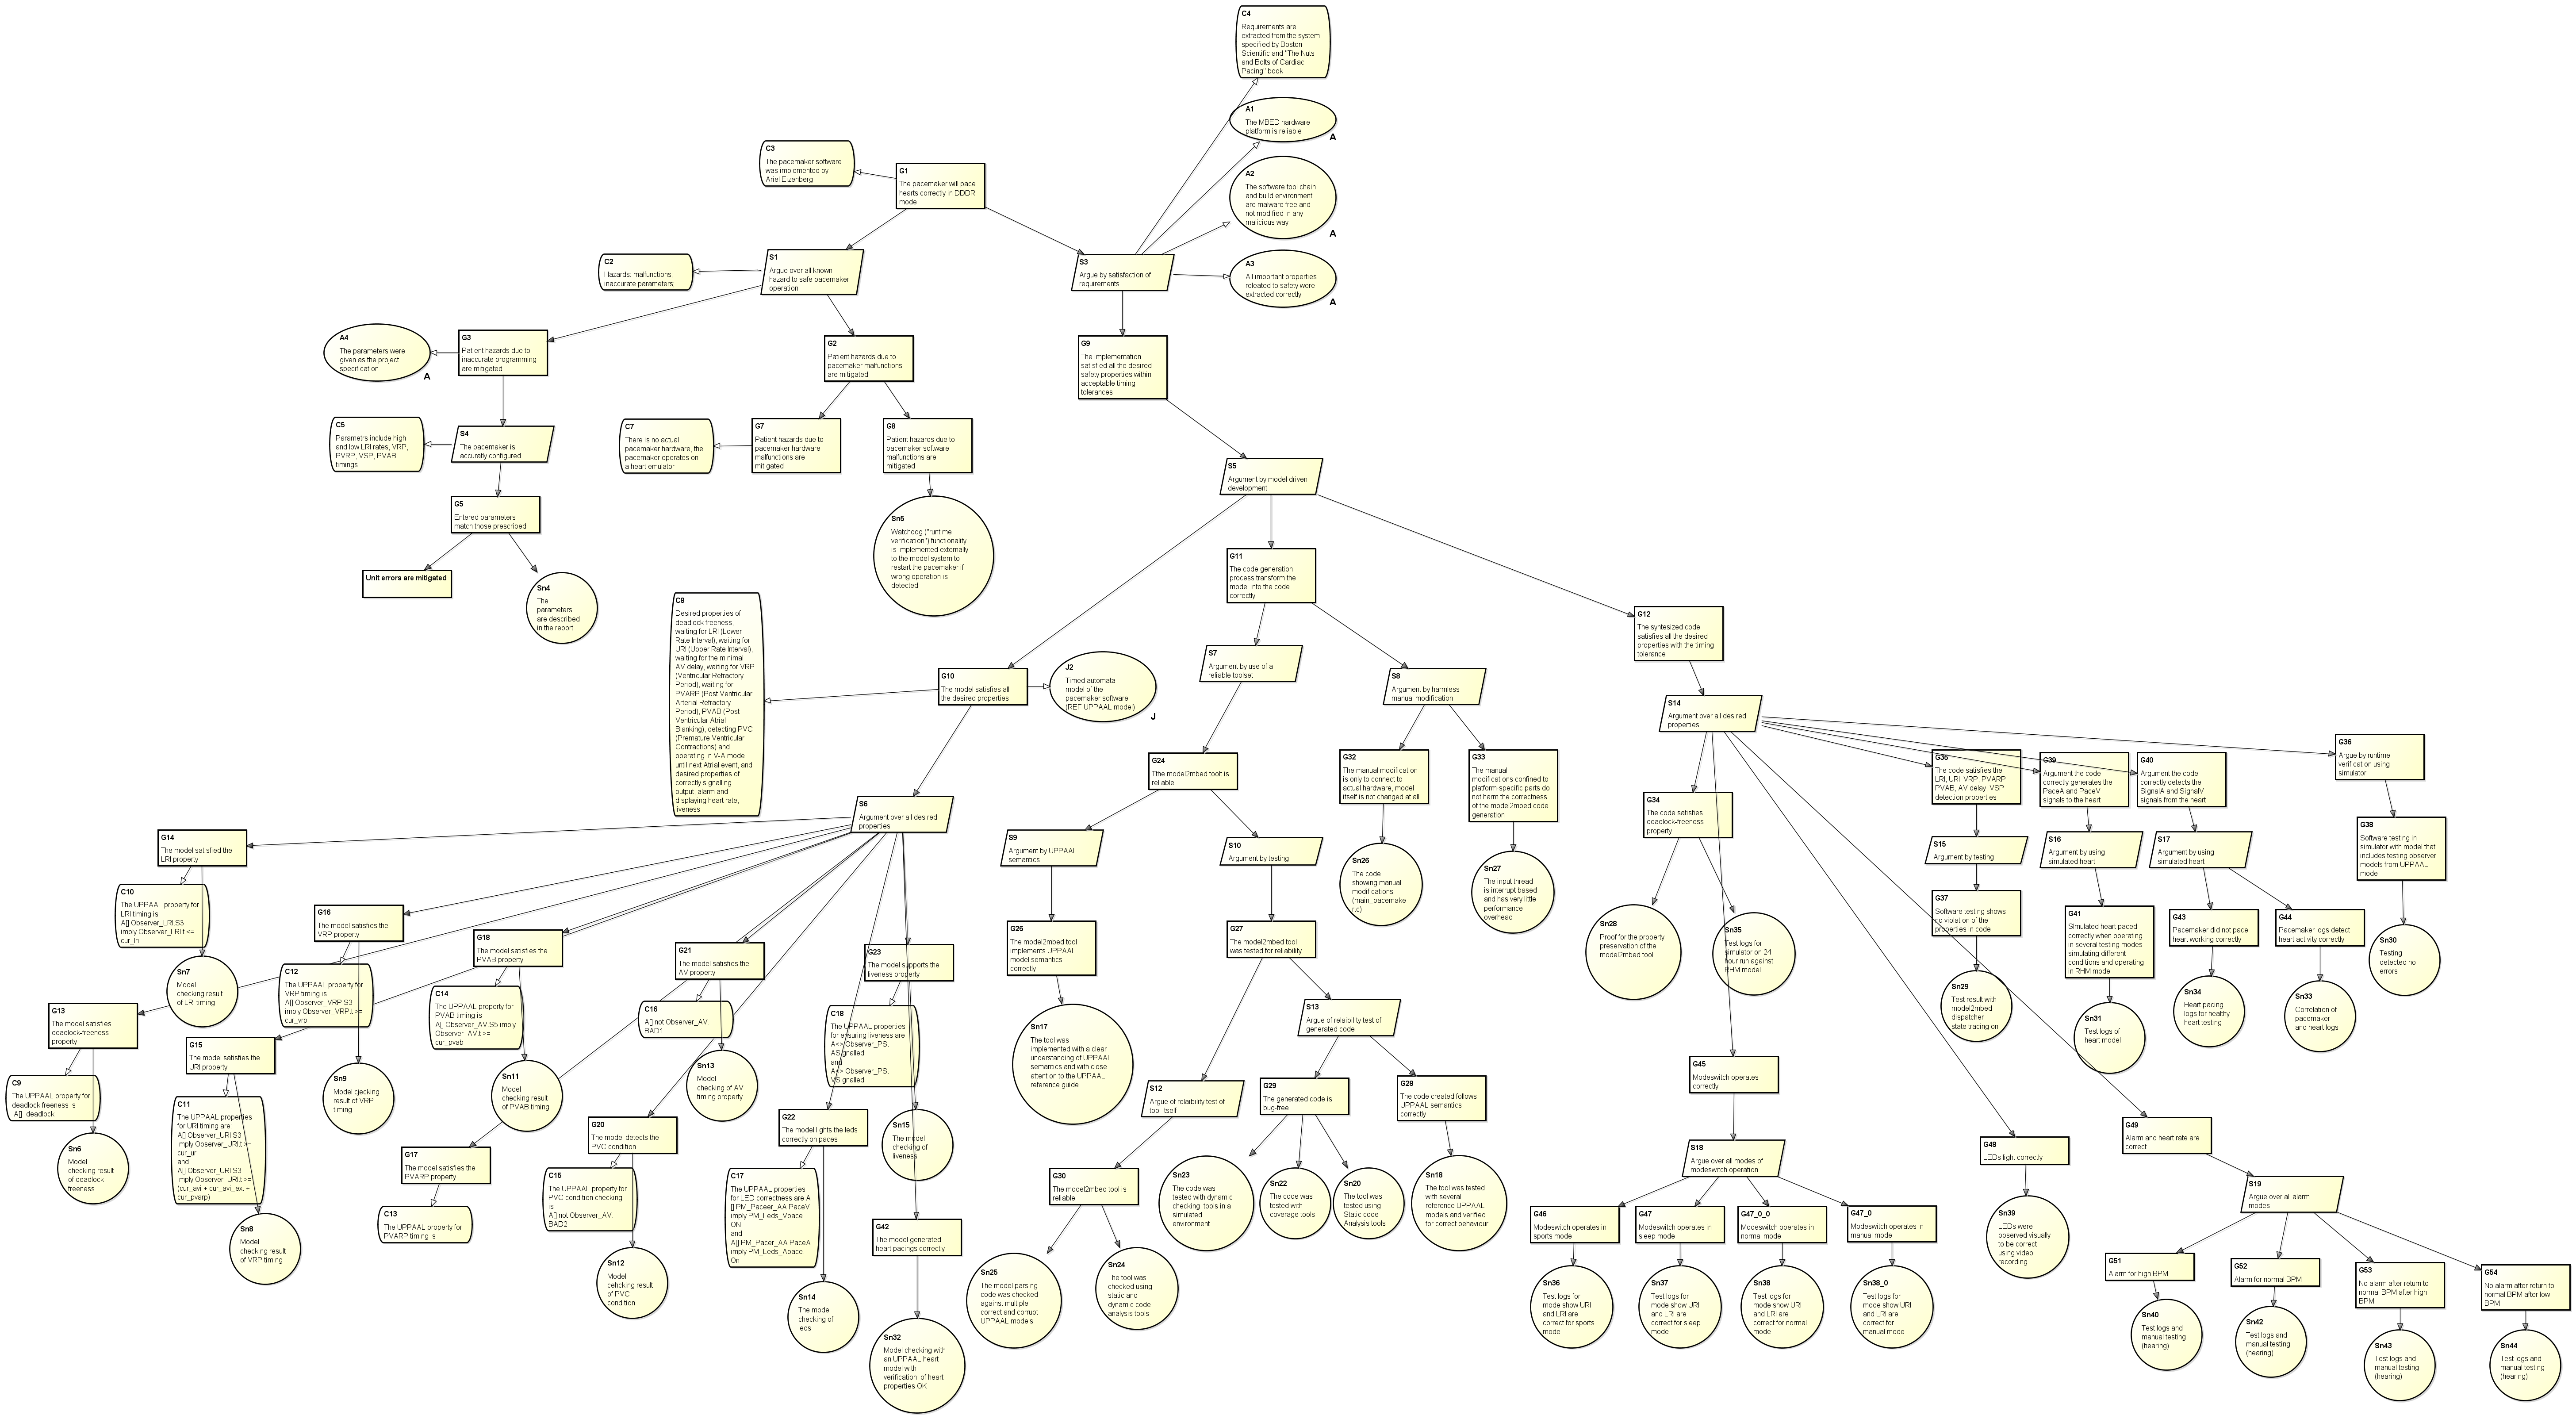 C4
Requirements are
extracted from the system
specified by Boston
Scientific and "The Nuts
and Bolts of Cardiac
Pacing" book
A1
The MBED hardware
platform is reliable
A
C3
The pacemaker software
was implemented by
Ariel Eizenberg
G1
The pacemaker will pace
hearts correctly in DDDR
mode
A2
The software tool chain
and build environment
are malware free and
not modified in any
malicious way
A
C2
Hazards: malfunctions;
inaccurate parameters;
S1
Argue over all known
hazard to safe pacemaker
operation
S3
Argue by satisfaction of
requirements
A3
All important properties
releated to safety were
extracted correctly
A
A4
The parameters were
given as the project
specification
A
G3
Patient hazards due to
inaccurate programming
are mitigated
G2
Patient hazards due to
pacemaker malfunctions
are mitigated
G9
The implementation
satisfied all the desired
safety properties within
acceptable timing
tolerances
C5
Parametrs include high
and low LRI rates, VRP,
PVRP, VSP, PVAB
timings
S4
The pacemaker is
accuratly configured
C7
There is no actual
pacemaker hardware, the
pacemaker operates on
a heart emulator
G7
Patient hazards due to
pacemaker hardware
malfunctions are
mitigated
G8
Patient hazards due to
pacemaker software
malfunctions are
mitigated
S5
Argument by model driven
development
G5
Entered parameters
match those prescribed
Sn5
Watchdog ("runtime
verification") functionality
is implemented externally
to the model system to
restart the pacemaker if
wrong operation is
detected
Unit errors are mitigated
Sn4
The
parameters
are described
in the report
G11
The code generation
process transform the
model into the code
correctly
G12
The syntesized code
satisfies all the desired
properties with the timing
tolerance
C8
Desired properties of
deadlock freeness,
waiting for LRI (Lower
Rate Interval), waiting for
URI (Upper Rate Interval),
waiting for the minimal
AV delay, waiting for VRP
(Ventricular Refractory
Period), waiting for
PVARP (Post Ventricular
Arterial Refractory
Period), PVAB (Post
Ventricular Atrial
Blanking), detecting PVC
(Premature Ventricular
Contractions) and
operating in V-A mode
until next Atrial event, and
desired properties of
correctly signalling
output, alarm and
displaying heart rate,
liveness
G10
The model satisfies all
the desired properties
J2
Timed automata
model of the
pacemaker software
(REF UPPAAL model)
J
S7
Argument by use of a
reliable toolset
S8
Argument by harmless
manual modification
S14
Argument over all desired
properties
G24
Tthe model2mbed toolt is
reliable
G32
The manual modification
is only to connect to
actual hardware, model
itself is not changed at all
G33
The manual
modifications confined to
platform-specific parts do
not harm the correctness
of the model2mbed code
generation
G35
The code satisfies the
LRI, URI, VRP, PVARP,
PVAB, AV delay, VSP
detection properties
G39
Argument the code
correctly generates the
PaceA and PaceV
signals to the heart
G40
Argument the code
correctly detects the
SignalA and SignalV
signals from the heart
G36
Argue by runtime
verification using
simulator
S6
Argument over all desired
properties
G34
The code satisfies
deadlock-freeness
property
G14
The model satisfied the
LRI property
S9
Argument by UPPAAL
semantics
S10
Argument by testing
S15
Argument by testing
S16
Argument by using
simulated heart
S17
Argument by using
simulated heart
G38
Software testing in
simulator with model that
includes testing observer
models from UPPAAL
mode
Sn26
The code
showing manual
modifications
(main_pacemake
r.c)
Sn27
The input thread
is interrupt based
and has very little
performance
overhead
C10
The UPPAAL property for
LRI timing is
A[] Observer_LRI.S3
imply Observer_LRI.t <=
cur_lri
G16
The model satisfies the
VRP property
G18
The model satisfies the
PVAB property
G21
The model satisfies the
AV property
G23
The model supports the
liveness property
G26
The model2mbed tool
implements UPPAAL
model semantics
correctly
G27
The model2mbed tool
was tested for reliability
Sn28
Proof for the property
preservation of the
model2mbed tool
Sn35
Test logs for
simulator on 24-
hour run against
RHM model
G37
Software testing shows
no violation of the
properties in code
G41
SImulated heart paced
correctly when operating
in several testing modes
simulating different
conditions and operating
in RHM mode
G43
Pacemaker did not pace
heart working correctly
G44
Pacemaker logs detect
heart activity correctly
Sn30
Testing
detected no
errors
Sn7
Model
checking result
of LRI timing
C12
The UPPAAL property for
VRP timing is
A[] Observer_VRP.S3
imply Observer_VRP.t >=
cur_vrp
C14
The UPPAAL property for
PVAB timing is
A[] Observer_AV.S5 imply
Observer_AV.t >=
cur_pvab
C16
A[] not Observer_AV.
BAD1
C18
The UPPAAL properties
for ensuring liveness are
A<> Observer_PS.
ASignalled
and
A<> Observer_PS.
VSignalled
Sn17
The tool was
implemented with a clear
understanding of UPPAAL
semantics and with close
attention to the UPPAAL
reference guide
S13
Argue of relaibility test of
generated code
Sn29
Test result with
model2mbed
dispatcher
state tracing on
Sn31
Test logs of
heart model
Sn34
Heart pacing
logs for healthy
heart testing
Sn33
Correlation of
pacemaker
and heart logs
G13
The model satisfies
deadlock-freeness
property
G15
The model satisfies the
URI property
Sn9
Model cjecking
result of VRP
timing
Sn11
Model
checking result
of PVAB timing
Sn13
Model
checking of AV
timing property
G45
Modeswitch operates
correctly
C9
The UPPAAL property for
deadlock freeness is
A[] !deadlock
C11
The UPPAAL properties
for URI timing are:
A[] Observer_URI.S3
imply Observer_URI.t >=
cur_uri
and
A[] Observer_URI.S3
imply Observer_URI.t >=
(cur_avi + cur_avi_ext +
cur_pvarp)
S12
Argue of relaibility test of
tool itself
G29
The generated code is
bug-free
G28
The code created follows
UPPAAL semantics
correctly
Sn6
Model
checking result
of deadlock
freeness
G17
The model satisfies the
PVARP property
G20
The model detects the
PVC condition
G22
The model lights the leds
correctly on paces
Sn15
The model
checking of
liveness
G48
LEDs light correctly
G49
Alarm and heart rate are
correct
S18
Argue over all modes of
modeswitch operation
C15
The UPPAAL property for
PVC condition checking
is
A[] not Observer_AV.
BAD2
C17
The UPPAAL properties
for LED correctness are A
[] PM_Paceer_AA.PaceV
imply PM_Leds_Vpace.
ON
and
A[] PM_Pacer_AA.PaceA
imply PM_Leds_Apace.
On
G30
The model2mbed tool is
reliable
Sn23
The code was
tested with dynamic
checking tools in a
simulated
environment
Sn22
The code was
tested with
coverage tools
Sn20
The tool was
tested using
Static code
Analysis tools
Sn18
The tool was tested
with several
reference UPPAAL
models and verified
for correct behaviour
S19
Argue over all alarm
modes
C13
The UPPAAL property for
PVARP timing is
Sn8
Model
checking result
of VRP timing
G42
The model generated
heart pacings correctly
G46
Modeswitch operates in
sports mode
G47
Modeswitch operates in
sleep mode
G47_0_0
Modeswitch operates in
normal mode
G47_0
Modeswitch operates in
manual mode
Sn39
LEDs were
observed visually
to be correct
using video
recording
Sn12
Model
cehcking result
of PVC
condition
Sn14
The model
checking of
leds
Sn25
The model parsing
code was checked
against multiple
correct and corrupt
UPPAAL models
Sn24
The tool was
checked using
static and
dynamic code
analysis tools
Sn36
Test logs for
mode show URI
and LRI are
correct for sports
mode
Sn37
Test logs for
mode show URI
and LRI are
correct for sleep
mode
Sn38
Test logs for
mode show URI
and LRI are
correct for normal
mode
Sn38_0
Test logs for
mode show URI
and LRI are
correct for
manual mode
G51
Alarm for high BPM
G52
Alarm for normal BPM
G53
No alarm after return to
normal BPM after high
BPM
G54
No alarm after return to
normal BPM after low
BPM
Sn32
Model checking with
an UPPAAL heart
model with
verification of heart
properties OK
Sn40
Test logs and
manual testing
(hearing)
Sn42
Test logs and
manual testing
(hearing)
Sn43
Test logs and
manual testing
(hearing)
Sn44
Test logs and
manual testing
(hearing)